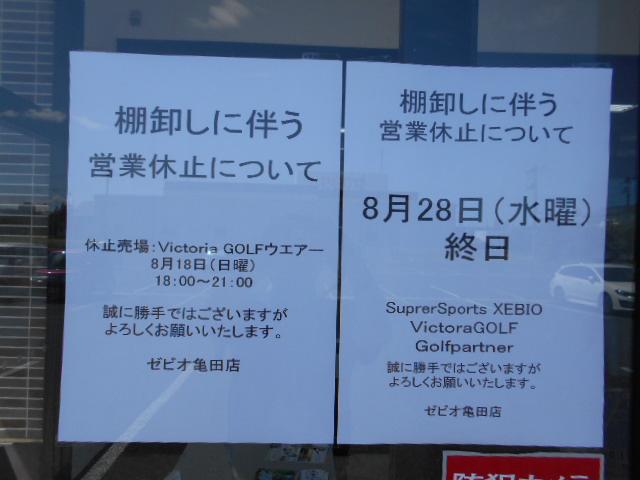 棚卸しに伴う
営業休止について
休止売場:Victoria GOLFウエアー
8月18日(日曜)
18:00～21:00
誠に勝手ではございますが
よろしくお願いいたします。
ゼビオ亀田店
棚卸しに伴う
営業休止について
8月28日(水曜)
終日
SuprerSports XEBIO
VictoraGOLF
Golfpartner
誠に勝手ではございますが
よろしくお願いいたします。
ゼビオ亀田店
防犯カメラ